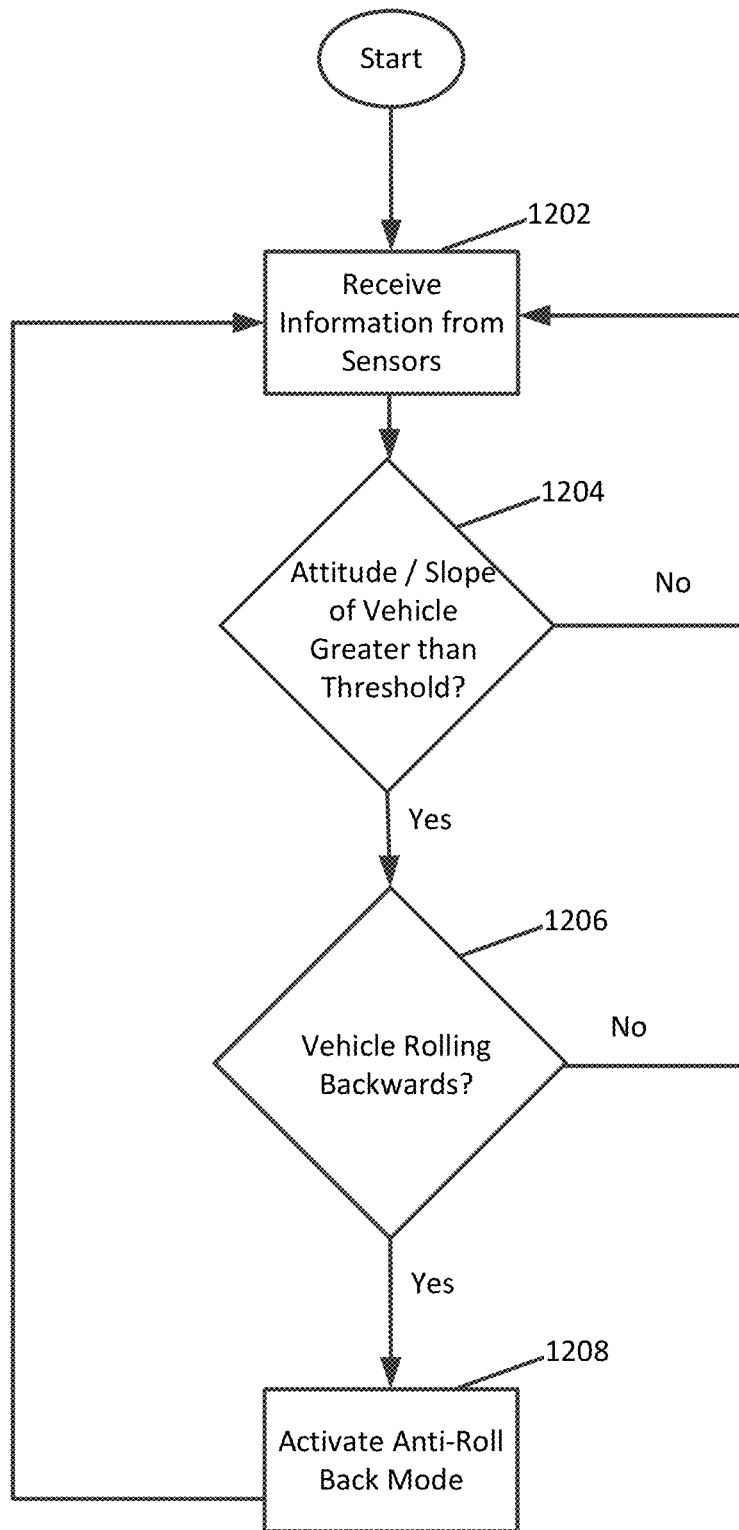 Start
1202
Receive
Information from
Sensors
1204
Attitude / Slope
of Vehicle
Greater than
Threshold?
No
Yes
1206
Vehicle Rolling
Backwards?
No
Yes
1208
Activate Anti-Roll
Back Mode